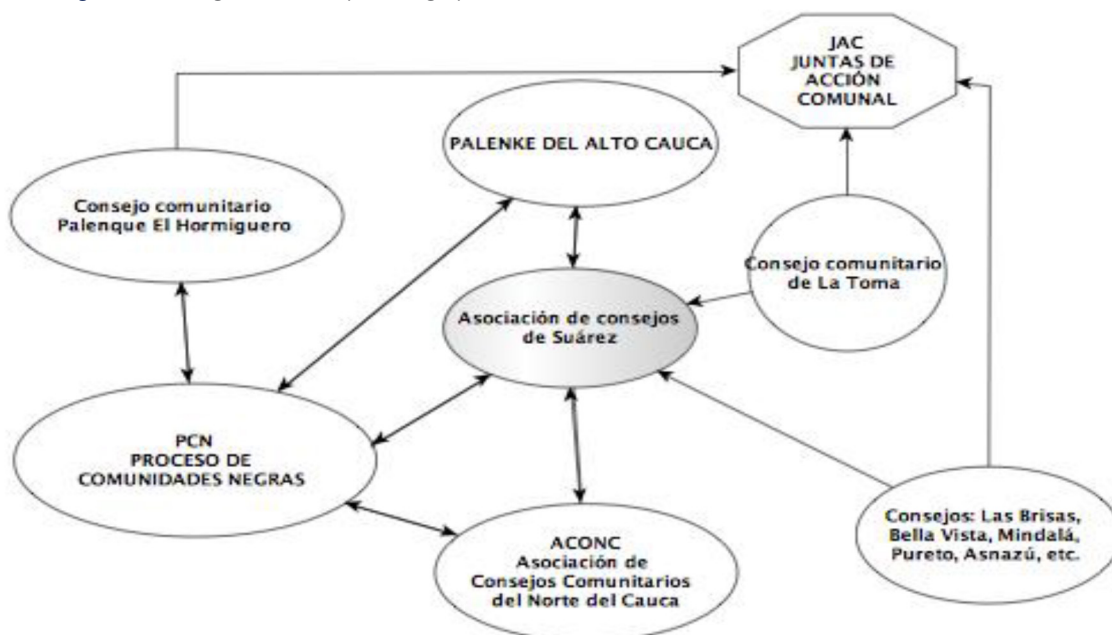 JAC
JUNTAS DE
ACCIÓN
COMUNAL
PALENKE DEL ALTO CAUCA
Consejo comunitario
Palenque El Hormiguero
Consejo comunitario
de La Toma
Asociación de consejos
de Suárez
PCN
PROCESO DE
COMUNIDADES NEGRAS
Consejos: Las Brisas,
Bella Vista, Mindalá,
Pureto, Asnazú, etc.
ACONC
Asociación de
Consejos Comunitarios
del Norte del Cauca